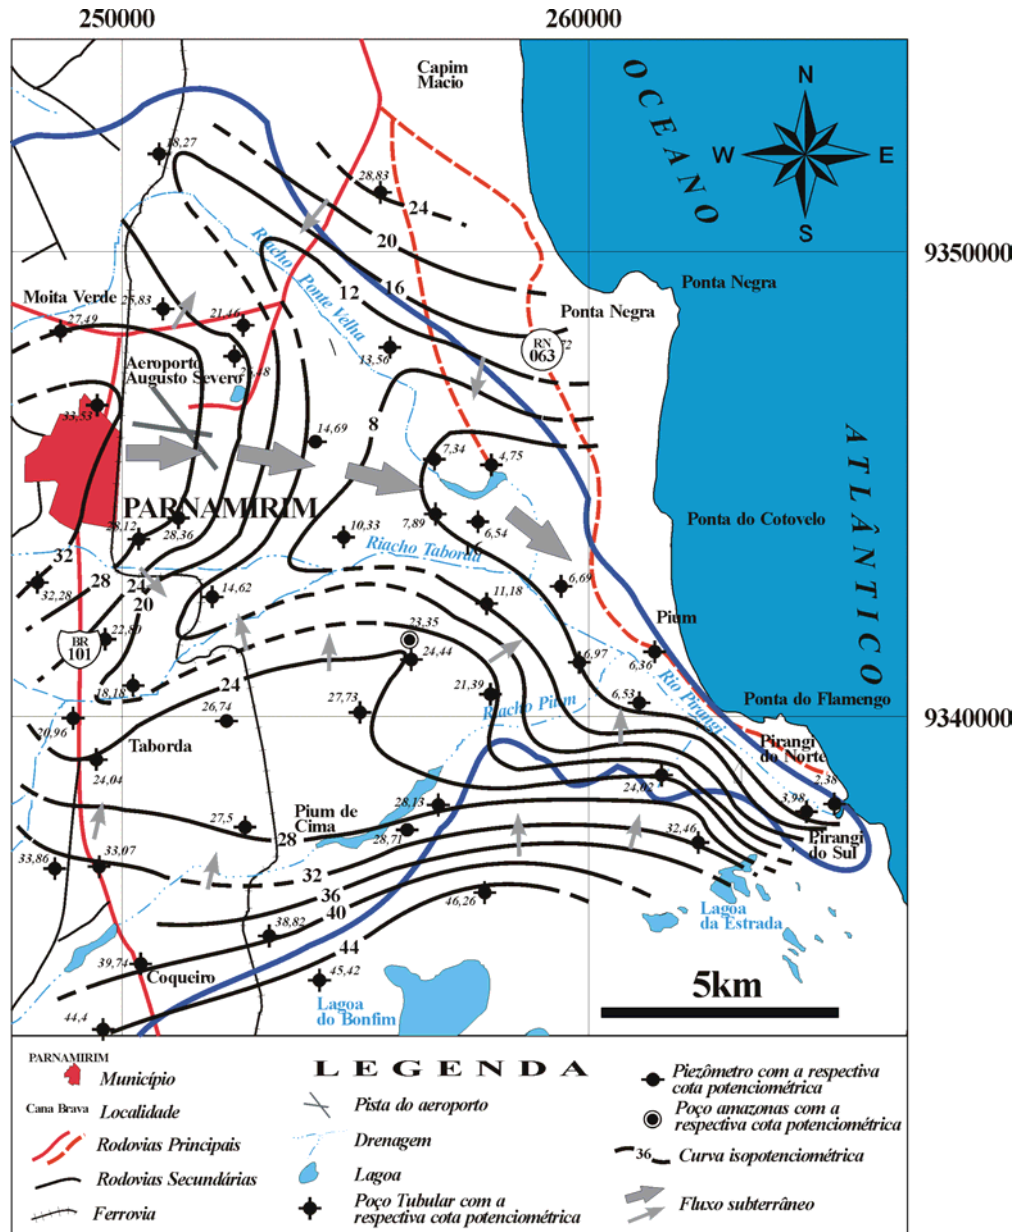 250000
260000
OCEANO
Capim
Macio
N
W
E
S
18,27
28,83
24
20
9350000
Riacho Ponte Velha
16
12
Ponta Negra
Moita Verde
25,83
27,49
21,46
Ponta Negra
RN
063
13,56
Aeroporto
Augusto Severo
33,53
8
14,69
7,34
4,75
ATLÂNTICO
PARNAMIRIM
28,12
28,36
7,89
6,54
Ponta do Cotovelo
10,33
16
Riacho Taborda
32
28
24
20
32,28
14,62
11,18
6,69
23,35
Pium
22,80
BR
101
24,44
6,97
6,36
18,18
24
21,39
Rio Pirangi
26,74
27,73
Riacho Pium
6,53
Ponta do Flamengo
9340000
26,96
Taborda
Pirangi
do Norte
24,04
24,02
2,38
Pium de
Cima
28,13
3,98
27,5
28
28,71
32,46
Pirangi
do Sul
33,86
33,07
32
36
46,26
40
Lagoa
da Estrada
38,82
44
39,74
Coqueiro
45,42
5km
Lagoa
do Bonfim
44,4
LEGENDA
PARNAMIRIM
Município
Cana Brava
Localidade
Rodovias Principais
Rodovias Secundárias
Ferrovia
Pista do aeroporto
Drenagem
Lagoa
Poço Tubular com a
respectiva cota potenciométrica
Piezômetro com a respectiva
cota potenciométrica
Poço amazonas com a
respectiva cota potenciométrica
36
Curva isopotenciométrica
Fluxo subterrâneo